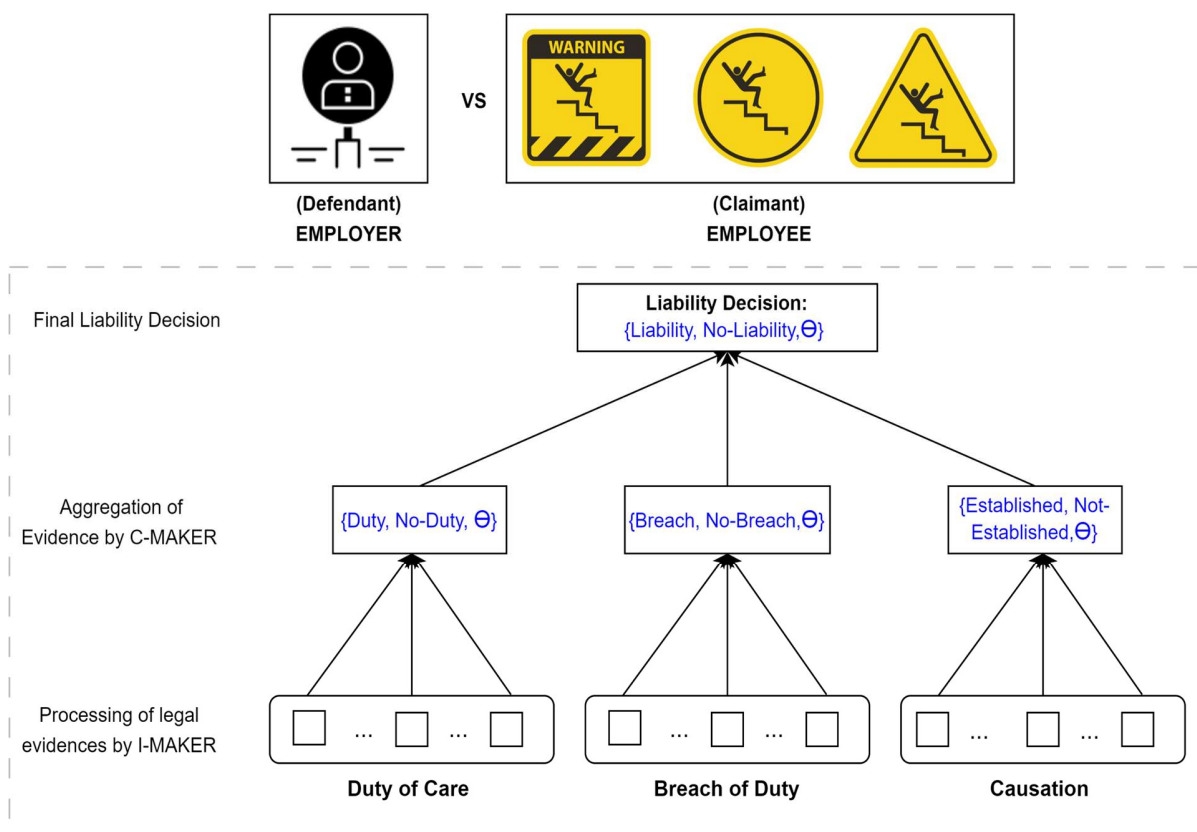 WARNING
VS
(Defendant)
EMPLOYER
(Claimant)
EMPLOYEE
Final Liability Decision
Liability Decision:
{Liability, No-Liability,Ө}
Aggregation of
Evidence by C-MAKER
{Duty, No-Duty, Ө}
{Breach, No-Breach,Ө}
{Established, Not-
Established,Ө}
Processing of legal
evidences by I-MAKER
... ...
... ...
... ...
Duty of Care
Breach of Duty
Causation